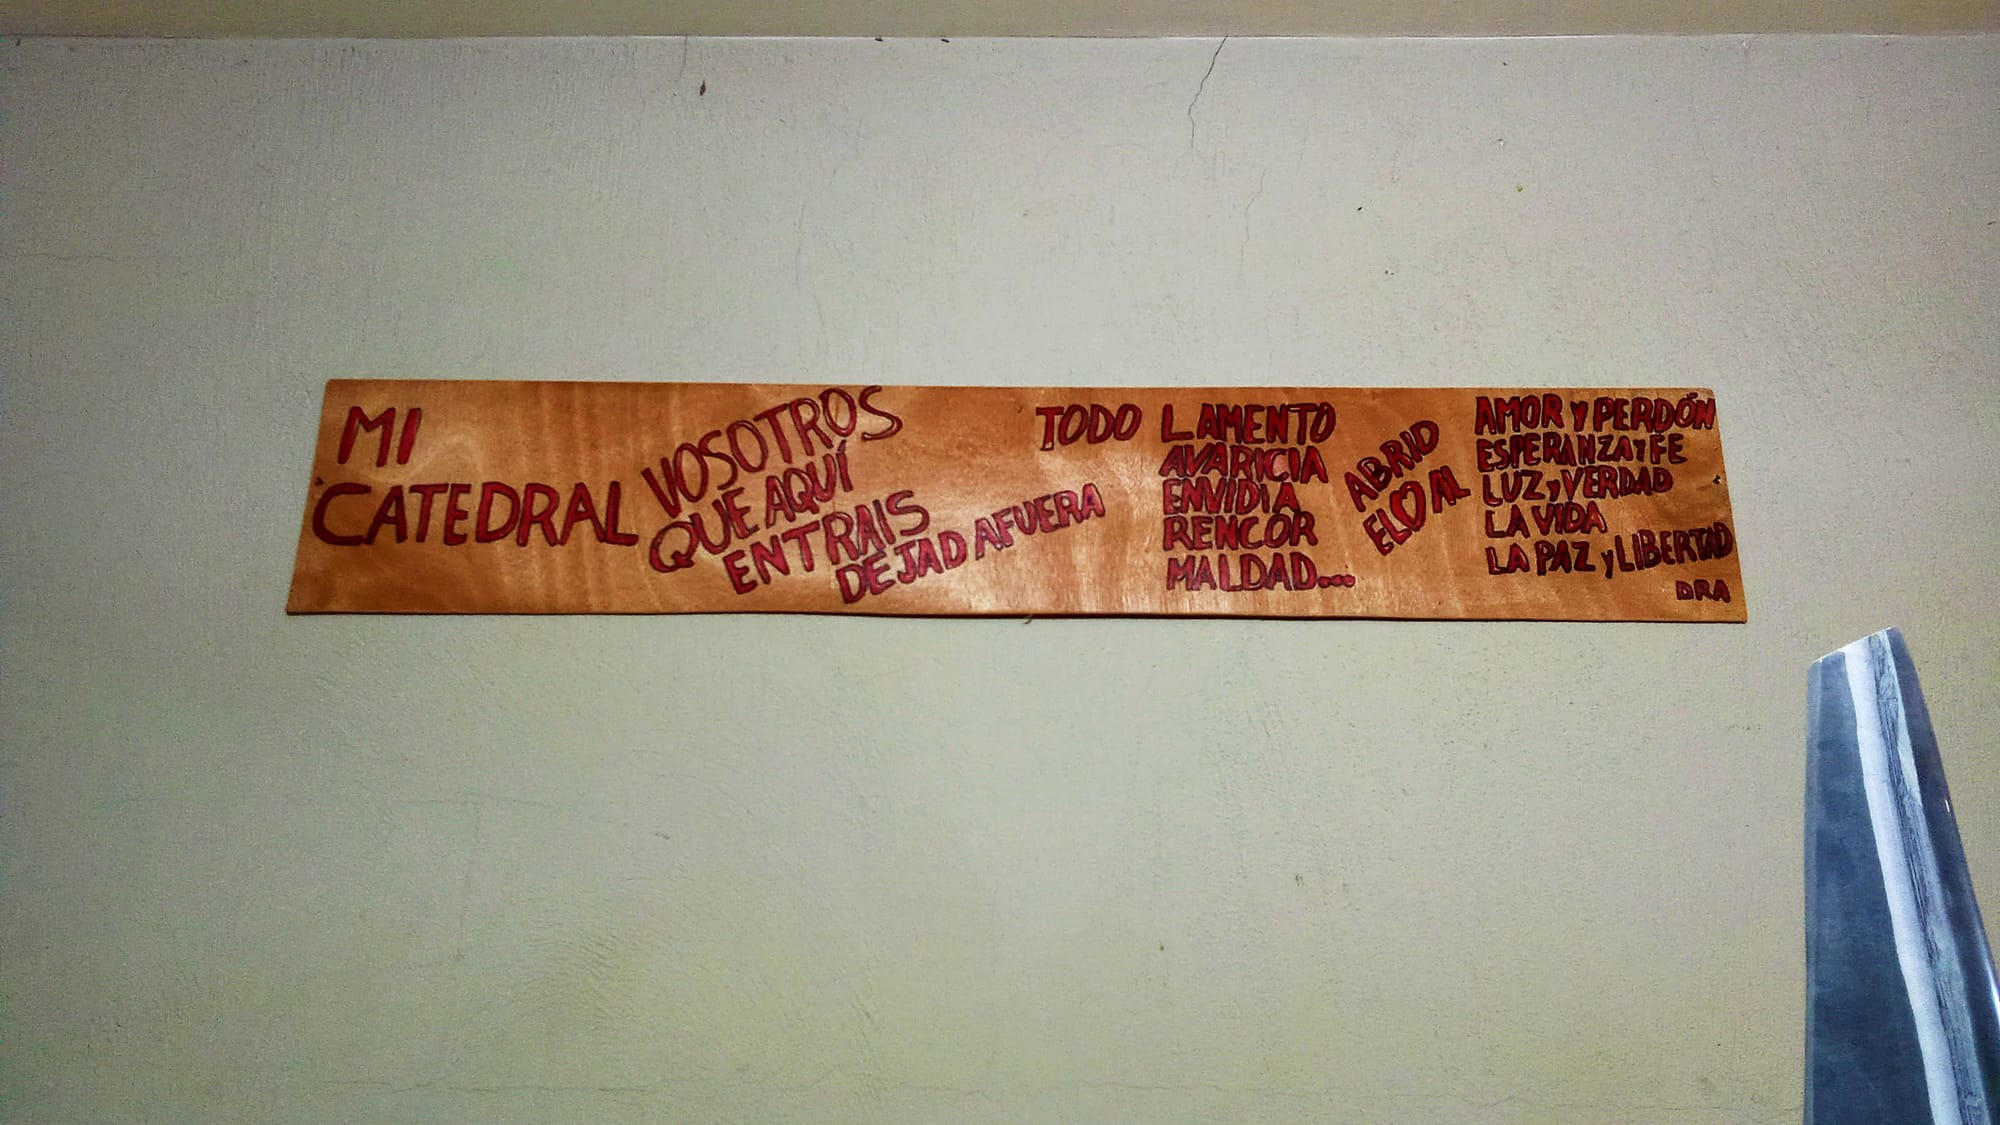 MI
CATEDRAL
VOSOTROS
QUE AQUÍ
ENTRAIS
DEJAD AFUERA
TODO
LAMENTO
AVARICIA
ENVIDIA
RENCOR
MALDAD...
ABRID
EL ♡ AL
AMOR Y PERDÓN
ESPERANZA Y FE
LUZ y VERDAD
LA VIDA
LA PAZ y LIBERTAD
DRA